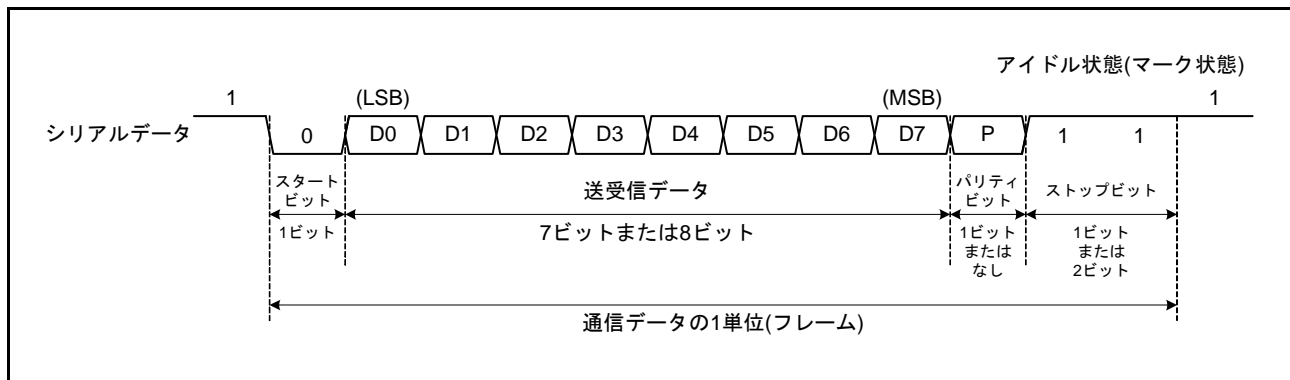 アイドル状態(マーク状態)
1 (LSB) (MSB) 1
シリアルデータ 0 D0 D1 D2 D3 D4 D5 D6 D7 P 1 1
スタート
ビット
送受信データ
パリティ
ビット
ストップビット
1ビット
7ビットまたは8ビット
1ビット
または
なし
1ビット
または
2ビット
通信データの1単位(フレーム)